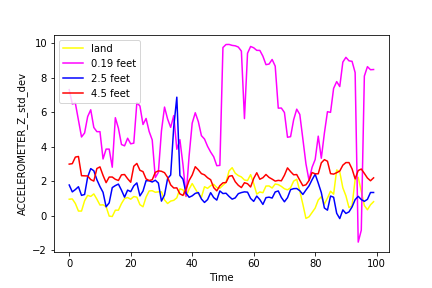 land
0.19 feet
2.5 feet
4.5 feet
10
8
6
4
2
0
−2
ACCELEROMETER_Z_std_dev
0 20 40 60 80 100
Time